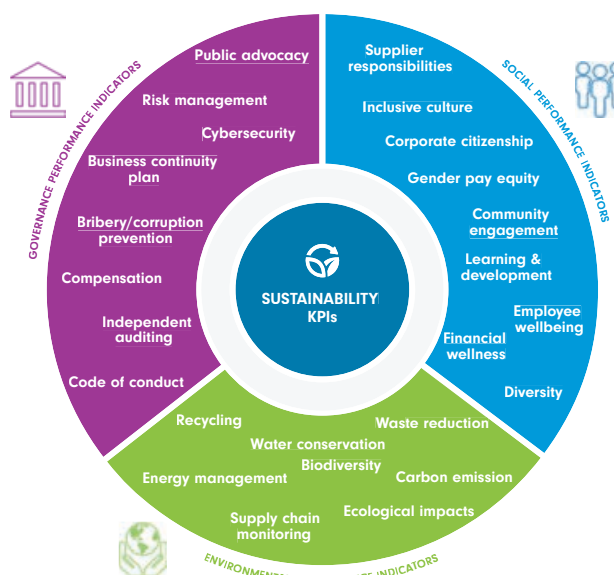 GOVERNANCE PERFORMANCE INDICATORS
Public advocacy
Risk management
Cybersecurity
Business continuity
plan
Bribery/corruption
prevention
Compensation
Independent
auditing
Code of conduct
SOCIAL PERFORMANCE INDICATORS
Supplier
responsibilities
Inclusive culture
Corporate citizenship
Gender pay equity
Community
engagement
Learning &
development
Employee
wellbeing
Financial
wellness
Diversity
SUSTAINABILITY
KPIs
Recycling
Waste reduction
Water conservation
Biodiversity
Energy management
Carbon emission
Ecological impacts
Supply chain
monitoring
INDICATORS